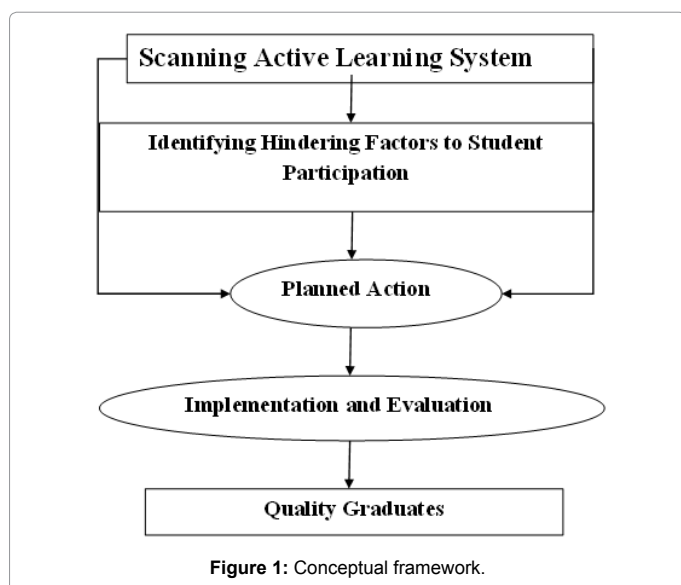 Scanning Active Learning System
Identifying Hindering Factors to Student
Participation
Planned Action
Implementation and Evaluation
Quality Graduates
Figure 1: Conceptual framework.